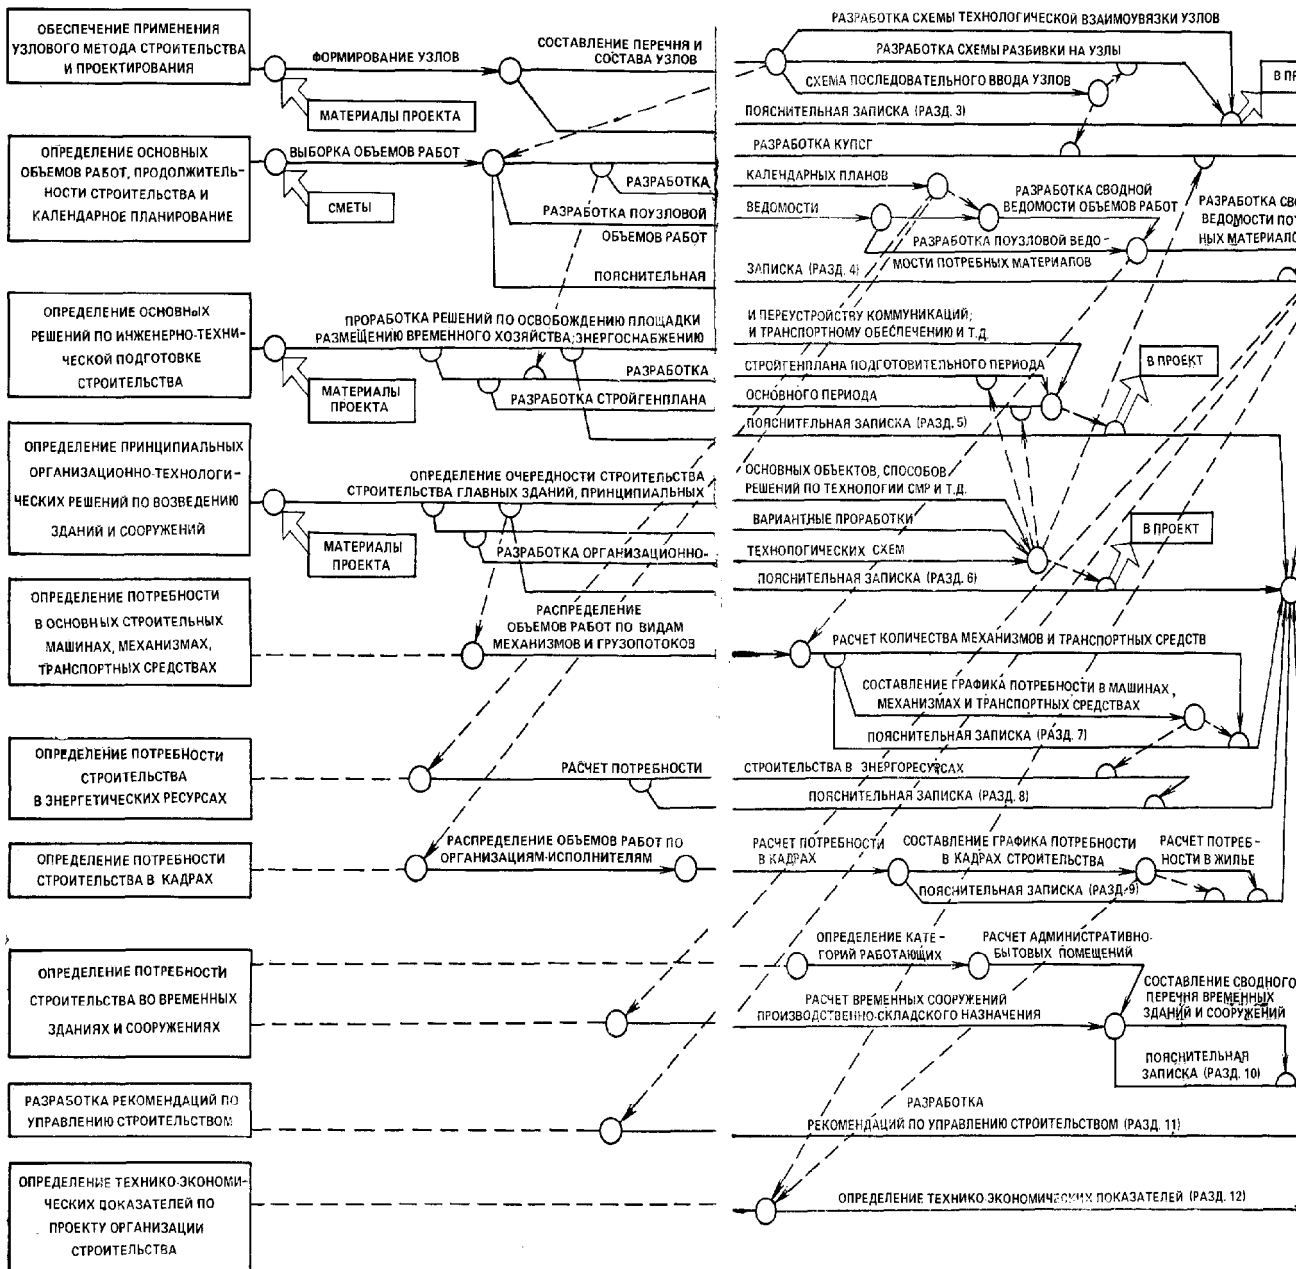 ОБЕСПЕЧЕНИЕ ПРИМЕНЕНИЯ
УЗЛОВОГО МЕТОДА СТРОИТЕЛЬСТВА
И ПРОЕКТИРОВАНИЯ
ФОРМИРОВАНИЕ УЗЛОВ
МАТЕРИАЛЫ ПРОЕКТА
СОСТАВЛЕНИЕ ПЕРЕЧНЯ И
СОСТАВА УЗЛОВ
РАЗРАБОТКА СХЕМЫ ТЕХНОЛОГИЧЕСКОЙ ВЗАИМОУВЯЗКИ УЗЛОВ
РАЗРАБОТКА СХЕМЫ РАЗБИВКИ НА УЗЛЫ
СХЕМА ПОСЛЕДОВАТЕЛЬНОГО ВВОДА УЗЛОВ
ПОЯСНИТЕЛЬНАЯ ЗАПИСКА (РАЗД. 3)
В ПР
ОПРЕДЕЛЕНИЕ ОСНОВНЫХ
ОБЪЕМОВ РАБОТ, ПРОДОЛЖИТЕЛЬ-
НОСТИ СТРОИТЕЛЬСТВА И
КАЛЕНДАРНОЕ ПЛАНИРОВАНИЕ
ВЫБОРКА ОБЪЕМОВ РАБОТ
СМЕТЫ
РАЗРАБОТКА
РАЗРАБОТКА ПОУЗЛОВОЙ
ОБЪЕМОВ РАБОТ
ПОЯСНИТЕЛЬНАЯ
РАЗРАБОТКА КУПСГ
КАЛЕНДАРНЫХ ПЛАНОВ
ВЕДОМОСТИ
РАЗРАБОТКА СВОДНОЙ
ВЕДОМОСТИ ОБЪЕМОВ РАБОТ
РАЗРАБОТКА ПОУЗЛОВОЙ ВЕДО-
МОСТИ ПОТРЕБНЫХ МАТЕРИАЛОВ
РАЗРАБОТКА СВО
ВЕДОМОСТИ ПОТ
НЫХ МАТЕРИАЛО
ЗАПИСКА (РАЗД. 4)
ОПРЕДЕЛЕНИЕ ОСНОВНЫХ
РЕШЕНИЙ ПО ИНЖЕНЕРНО-ТЕХНИ-
ЧЕСКОЙ ПОДГОТОВКЕ
СТРОИТЕЛЬСТВА
МАТЕРИАЛЫ
ПРОЕКТА
ПРОРАБОТКА РЕШЕНИЙ ПО ОСВОБОЖДЕНИЮ ПЛОЩАДКИ
РАЗМЕЩЕНИЮ ВРЕМЕННОГО ХОЗЯЙСТВА; ЭНЕРГОСНАБЖЕНИЮ
РАЗРАБОТКА
РАЗРАБОТКА СТРОЙГЕНПЛАНА
И ПЕРЕУСТРОЙСТВУ КОММУНИКАЦИЙ;
И ТРАНСПОРТНОМУ ОБЕСПЕЧЕНИЮ И Т.Д.
СТРОЙГЕНПЛАНА ПОДГОТОВИТЕЛЬНОГО ПЕРИОДА
ОСНОВНОГО ПЕРИОДА
ПОЯСНИТЕЛЬНАЯ ЗАПИСКА (РАЗД. 5)
В ПРОЕКТ
ОПРЕДЕЛЕНИЕ ПРИНЦИПИАЛЬНЫХ
ОРГАНИЗАЦИОННО-ТЕХНОЛОГИ-
ЧЕСКИХ РЕШЕНИЙ ПО ВОЗВЕДЕНИЮ
ЗДАНИЙ И СООРУЖЕНИЙ
МАТЕРИАЛЫ
ПРОЕКТА
ОПРЕДЕЛЕНИЕ ОЧЕРЕДНОСТИ СТРОИТЕЛЬСТВА
СТРОИТЕЛЬСТВА ГЛАВНЫХ ЗДАНИЙ, ПРИНЦИПИАЛЬНЫХ
РАЗРАБОТКА ОРГАНИЗАЦИОННО-
ОСНОВНЫХ ОБЪЕКТОВ, СПОСОБОВ
РЕШЕНИЙ ПО ТЕХНОЛОГИИ СМР И Т.Д.
ВАРИАНТНЫЕ ПРОРАБОТКИ
ТЕХНОЛОГИЧЕСКИХ СХЕМ
ПОЯСНИТЕЛЬНАЯ ЗАПИСКА (РАЗД. 6)
В ПРОЕКТ
ОПРЕДЕЛЕНИЕ ПОТРЕБНОСТИ
В ОСНОВНЫХ СТРОИТЕЛЬНЫХ
МАШИНАХ, МЕХАНИЗМАХ,
ТРАНСПОРТНЫХ СРЕДСТВАХ
РАСПРЕДЕЛЕНИЕ
ОБЪЕМОВ РАБОТ ПО ВИДАМ
МЕХАНИЗМОВ И ГРУЗОПОТОКОВ
РАСЧЕТ КОЛИЧЕСТВА МЕХАНИЗМОВ И ТРАНСПОРТНЫХ СРЕДСТВ
СОСТАВЛЕНИЕ ГРАФИКА ПОТРЕБНОСТИ В МАШИНАХ,
МЕХАНИЗМАХ И ТРАНСПОРТНЫХ СРЕДСТВАХ
ПОЯСНИТЕЛЬНАЯ ЗАПИСКА (РАЗД. 7)
ОПРЕДЕЛЕНИЕ ПОТРЕБНОСТИ
СТРОИТЕЛЬСТВА
В ЭНЕРГЕТИЧЕСКИХ РЕСУРСАХ
РАСЧЕТ ПОТРЕБНОСТИ
СТРОИТЕЛЬСТВА В ЭНЕРГОРЕСУРСАХ
ПОЯСНИТЕЛЬНАЯ ЗАПИСКА (РАЗД. 8)
ОПРЕДЕЛЕНИЕ ПОТРЕБНОСТИ
СТРОИТЕЛЬСТВА В КАДРАХ
РАСПРЕДЕЛЕНИЕ ОБЪЕМОВ РАБОТ ПО
ОРГАНИЗАЦИЯМ-ИСПОЛНИТЕЛЯМ
РАСЧЕТ ПОТРЕБНОСТИ
В КАДРАХ
СОСТАВЛЕНИЕ ГРАФИКА ПОТРЕБНОСТИ
В КАДРАХ СТРОИТЕЛЬСТВА
РАСЧЕТ ПОТРЕБ-
НОСТИ В ЖИЛЬЕ
ПОЯСНИТЕЛЬНАЯ ЗАПИСКА (РАЗД. 9)
ОПРЕДЕЛЕНИЕ ПОТРЕБНОСТИ
СТРОИТЕЛЬСТВА ВО ВРЕМЕННЫХ
ЗДАНИЯХ И СООРУЖЕНИЯХ
ОПРЕДЕЛЕНИЕ КАТЕ-
ГОРИЙ РАБОТАЮЩИХ
РАСЧЕТ АДМИНИСТРАТИВНО-
БЫТОВЫХ ПОМЕЩЕНИЙ
РАСЧЕТ ВРЕМЕННЫХ СООРУЖЕНИЙ
ПРОИЗВОДСТВЕННО-СКЛАДСКОГО НАЗНАЧЕНИЯ
СОСТАВЛЕНИЕ СВОДНОГО
ПЕРЕЧНЯ ВРЕМЕННЫХ
ЗДАНИЙ И СООРУЖЕНИЙ
ПОЯСНИТЕЛЬНАЯ
ЗАПИСКА (РАЗД. 10)
РАЗРАБОТКА РЕКОМЕНДАЦИЙ ПО
УПРАВЛЕНИЮ СТРОИТЕЛЬСТВОМ
РАЗРАБОТКА
РЕКОМЕНДАЦИЙ ПО УПРАВЛЕНИЮ СТРОИТЕЛЬСТВОМ (РАЗД. 11)
ОПРЕДЕЛЕНИЕ ТЕХНИКО-ЭКОНОМИ-
ЧЕСКИХ ПОКАЗАТЕЛЕЙ ПО
ПРОЕКТУ ОРГАНИЗАЦИИ
СТРОИТЕЛЬСТВА
ОПРЕДЕЛЕНИЕ ТЕХНИКО-ЭКОНОМИЧЕСКИХ ПОКАЗАТЕЛЕЙ (РАЗД. 12)